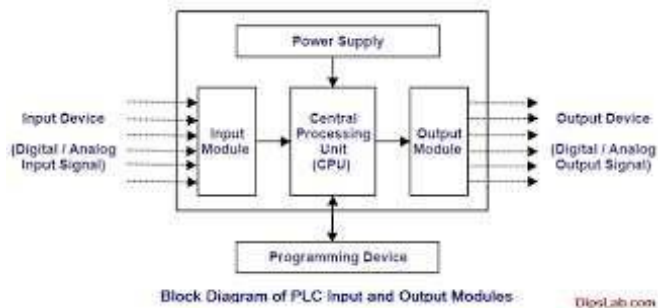 Power Supply
Input Device
(Digital / Analog
Input Signal)
Input
Module
Central
Processing
Unit
(CPU)
Output
Module
Output Device
(Digital / Analog
Output Signal)
Programming Device
Block Diagram of PLC Input and Output Modules
DipsLab.com